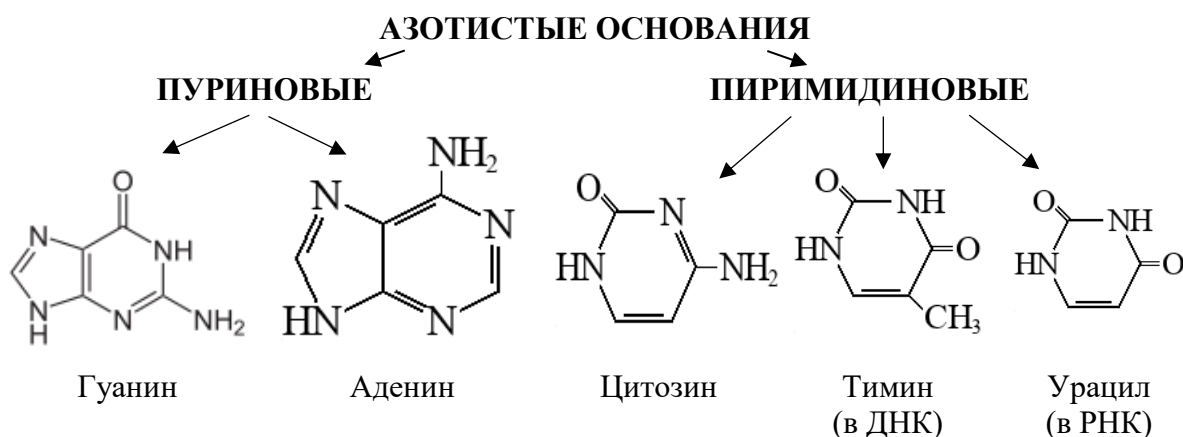 АЗОТИСТЫЕ ОСНОВАНИЯ
ПУРИНОВЫЕ ПИРИМИДИНОВЫЕ
O N NH N H N NH₂
NH₂ N N HN N
O N HN NH₂
O NH HN O CH₃
O NH HN O
Гуанин Аденин Цитозин Тимин Урацил
(в ДНК) (в РНК)